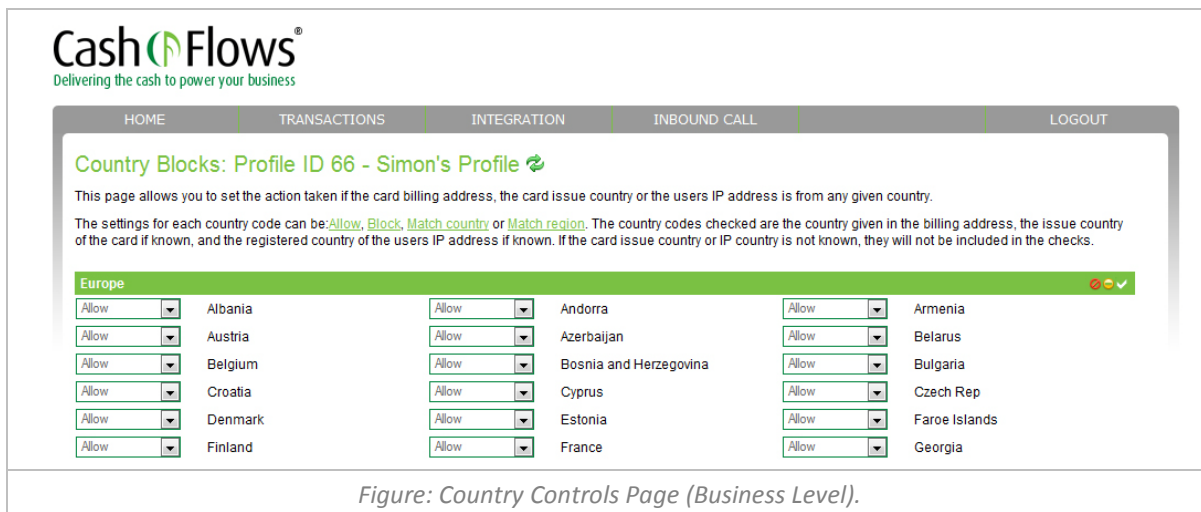 Cash Flows®
Delivering the cash to power your business
HOME TRANSACTIONS INTEGRATION INBOUND CALL LOGOUT
Country Blocks: Profile ID 66 - Simon's Profile
This page allows you to set the action taken if the card billing address, the card issue country or the users IP address is from any given country.
The settings for each country code can be:Allow, Block, Match country or Match region. The country codes checked are the country given in the billing address, the issue country
of the card if known, and the registered country of the users IP address if known. If the card issue country or IP country is not known, they will not be included in the checks.
Europe
Allow Albania Allow Andorra Allow Armenia
Allow Austria Allow Azerbaijan Allow Belarus
Allow Belgium Allow Bosnia and Herzegovina Allow Bulgaria
Allow Croatia Allow Cyprus Allow Czech Rep
Allow Denmark Allow Estonia Allow Faroe Islands
Allow Finland Allow France Allow Georgia
Figure: Country Controls Page (Business Level).